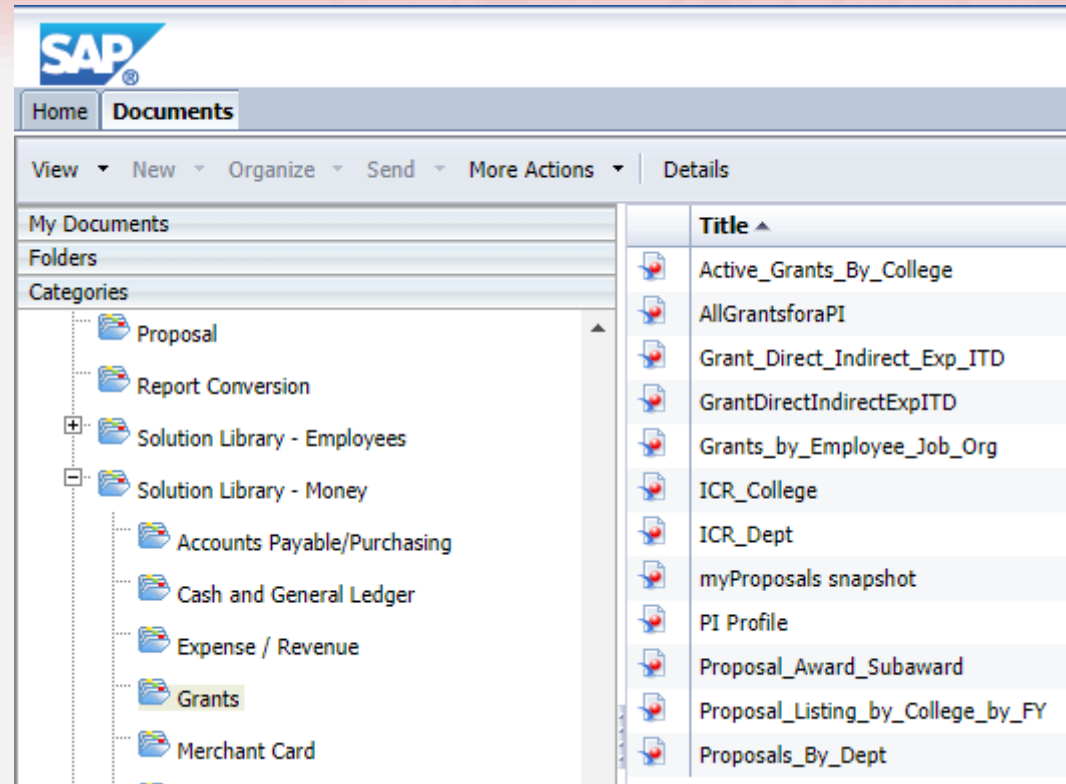 SAP®
Home Documents
View New Organize Send More Actions Details
My Documents
Folders
Categories
Proposal
Report Conversion
Solution Library - Employees
Solution Library - Money
Accounts Payable/Purchasing
Cash and General Ledger
Expense / Revenue
Grants
Merchant Card
Title
Active_Grants_By_College
AllGrantsforaPI
Grant_Direct_Indirect_Exp_ITD
GrantDirectIndirectExpITD
Grants_by_Employee_Job_Org
ICR_College
ICR_Dept
myProposals snapshot
PI Profile
Proposal_Award_Subaward
Proposal_Listing_by_College_by_FY
Proposals_By_Dept